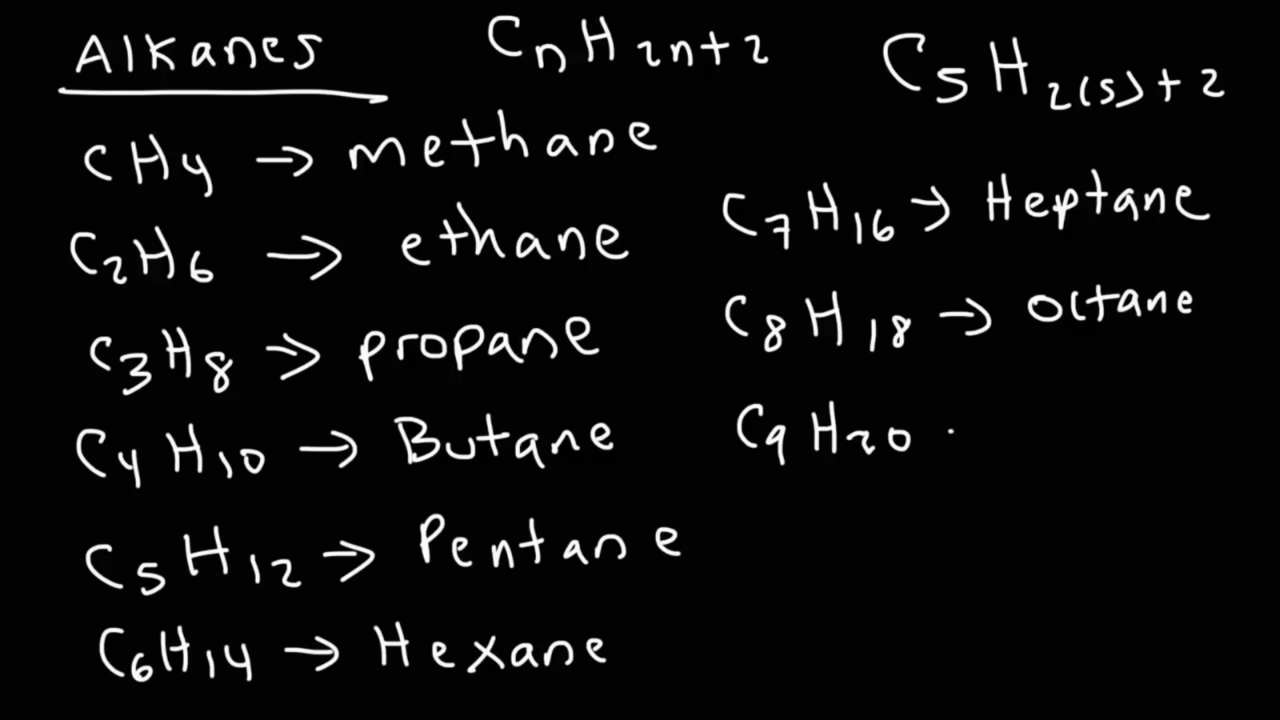 Alkanes
CnH2n+2
C5H2(5)+2
CH4 → methane
C2H6 → ethane
C3H8 → propane
C4H10 → Butane
C5H12 → Pentane
C6H14 → Hexane
C7H16 → Heptane
C8H18 → octane
C9H20